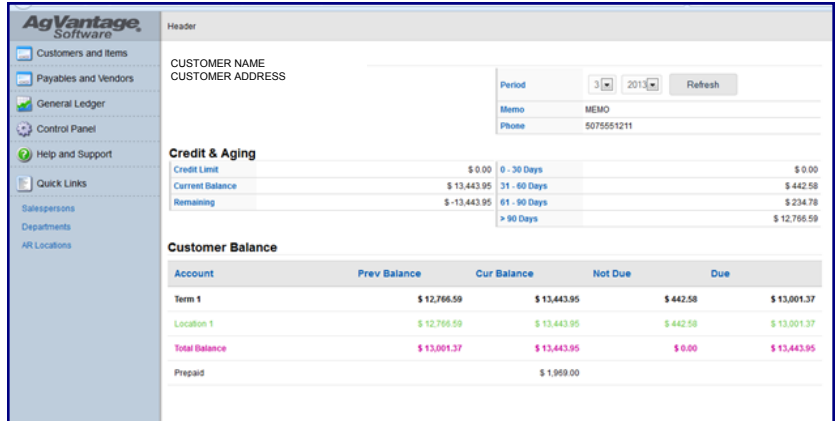 AgVantage
Software
Customers and Items
Payables and Vendors
General Ledger
Control Panel
Help and Support
Quick Links
Salespersons
Departments
AR Locations
Header
CUSTOMER NAME
CUSTOMER ADDRESS
Period 3 2013 Refresh
Memo MEMO
Phone 5075551211
Credit & Aging
Credit Limit $ 0.00 0 - 30 Days $ 0.00
Current Balance $ 13,443.95 31 - 60 Days $ 442.58
Remaining $ -13,443.95 61 - 90 Days $ 234.78
> 90 Days $ 12,766.59
Customer Balance
Account Prev Balance Cur Balance Not Due Due
Term 1 $ 12,766.59 $ 13,443.95 $ 442.58 $ 13,001.37
Location 1 $ 12,766.59 $ 13,443.95 $ 442.58 $ 13,001.37
Total Balance $ 13,001.37 $ 13,443.95 $ 0.00 $ 13,443.95
Prepaid $ 1,959.00